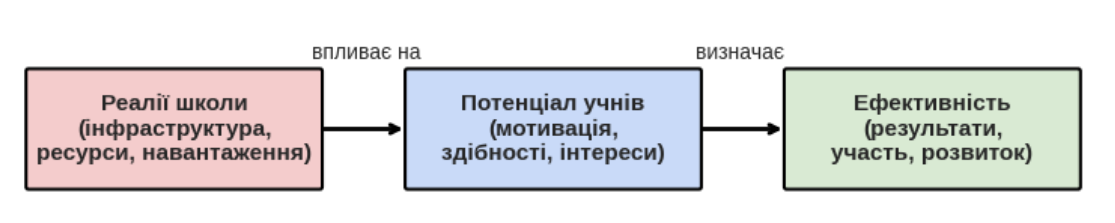 впливає на
визначає
Реалії школи
(інфраструктура,
ресурси, навантаження)
Потенціал учнів
(мотивація,
здібності, інтереси)
Ефективність
(результати,
участь, розвиток)